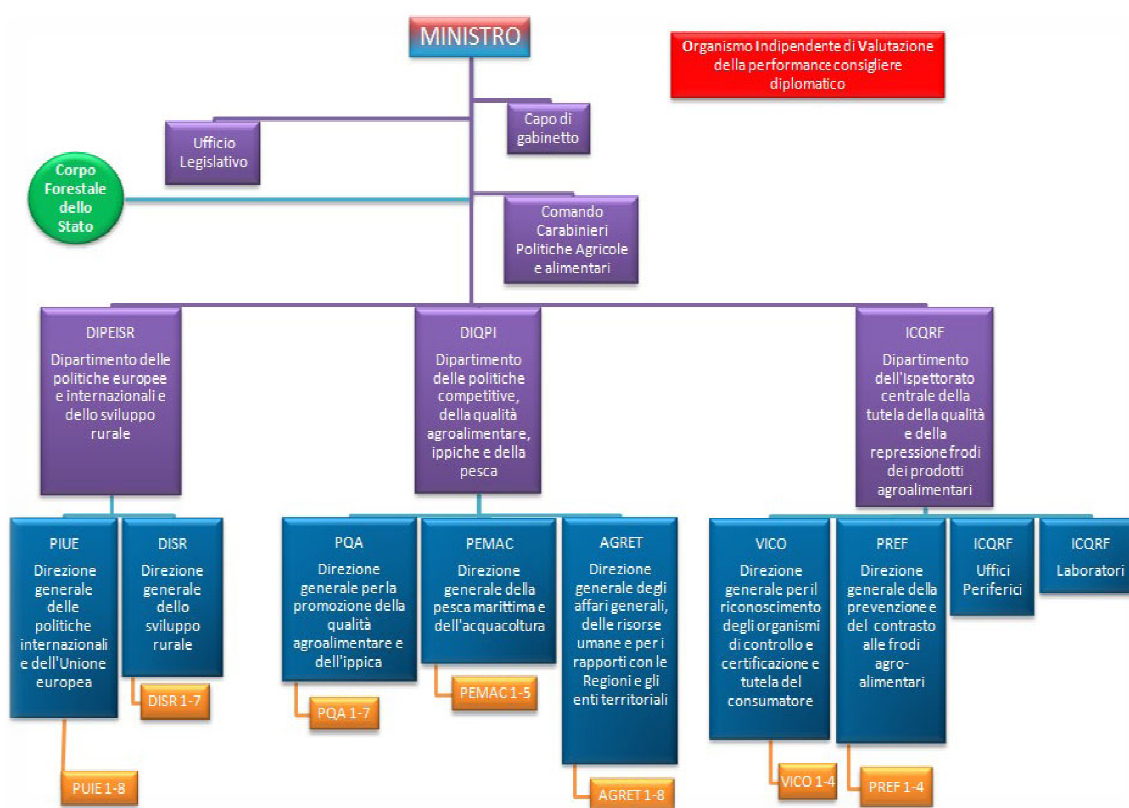 MINISTRO
Organismo Indipendente di Valutazione
della performance consigliere
diplomatico
Capo di
gabinetto
Ufficio
Legislativo
Corpo
Forestale
dello
Stato
Comando
Carabinieri
Politiche Agricole
e alimentari
DIPEISR
Dipartimento delle
politiche europee
e internazionali e
dello sviluppo
rurale
DIQPI
Dipartimento
delle politiche
competitive,
della qualità
agroalimentare,
ippiche e della
pesca
ICQRF
Dipartimento
dell'Ispettorato
centrale della
tutela della qualità
e della
repressione frodi
dei prodotti
agroalimentari
PIUE
Direzione
generale
delle
politiche
internazionali
e dell'Unione
europea
DISR
Direzione
generale
dello
sviluppo
rurale
PQA
Direzione
generale per la
promozione della
qualità
agroalimentare e
dell'ippica
PEMAC
Direzione
generale della
pesca marittima e
dell'acquacoltura
AGRET
Direzione
generale degli
affari generali,
delle risorse
umane e per i
rapporti con le
Regioni e gli
enti territoriali
VICO
Direzione
generale per il
riconoscimento
degli organismi
di controllo e
certificazione e
tutela del
consumatore
PREF
Direzione
generale della
prevenzione e
del contrasto
alle frodi
agro-
alimentari
ICQRF
Uffici
Periferici
ICQRF
Laboratori
PUIE 1-8
DISR 1-7
PQA 1-7
PEMAC 1-5
AGRET 1-8
VICO 1-4
PREF 1-4